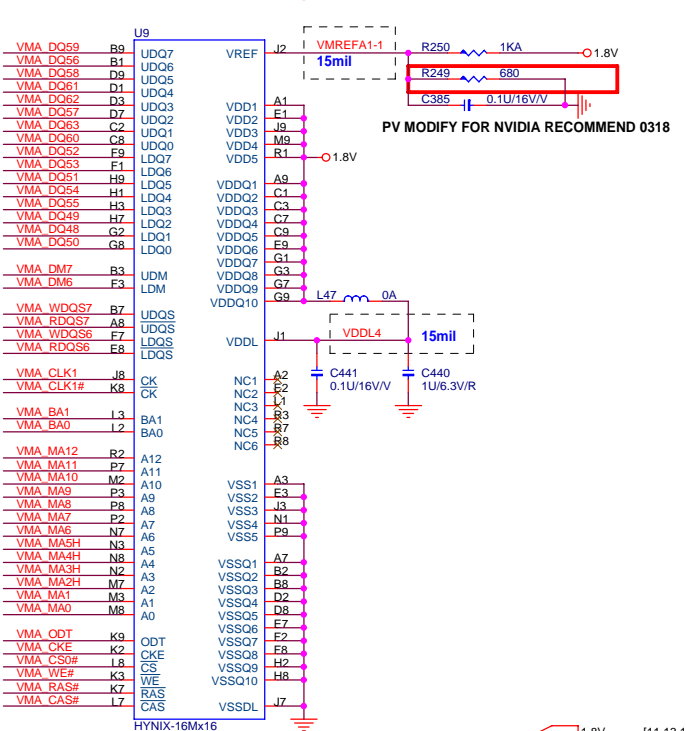 U9
VMA_DQ59 B9 UDQ7 VREF J2 VMREFA1-1 R250 1KA 1.8V
VMA_DQ56 B1 UDQ6 15mil
VMA_DQ58 D9 UDQ5 R249 680
VMA_DQ61 D1 UDQ4
VMA_DQ62 D3 UDQ3 VDD1 A1 C385 0.1U/16V/V
VMA_DQ57 D7 UDQ2 VDD2 E1
VMA_DQ63 C2 UDQ1 VDD3 J9 PV MODIFY FOR NVIDIA RECOMMEND 0318
VMA_DQ60 C8 UDQ0 VDD4 M9
VMA_DQ52 F9 LDQ7 VDD5 R1 1.8V
VMA_DQ53 F1 LDQ6
VMA_DQ51 H9 LDQ5 VDDQ1 A9
VMA_DQ54 H1 LDQ4 VDDQ2 C1
VMA_DQ55 H3 LDQ3 VDDQ3 C3
VMA_DQ49 H7 LDQ2 VDDQ4 C7
VMA_DQ48 G2 LDQ1 VDDQ5 C9
VMA_DQ50 G8 LDQ0 VDDQ6 E9
VDDQ7 G1
VMA_DM7 B3 UDM VDDQ8 G3
VMA_DM6 F3 LDM VDDQ9 G7
VDDQ10 G9 L47 0A
VMA_WDQS7 B7 UDQS
VMA_RDQS7 A8 UDQS
VMA_WDQS6 F7 LDQS VDDL J1 VDDL4 15mil
VMA_RDQS6 E8 LDQS
VMA_CLK1 J8 CK NC1 A2 C441 C440
VMA_CLK1# K8 CK NC2 E2 0.1U/16V/V 1U/6.3V/R
NC3 L1
VMA_BA1 L3 BA1 NC4 R3
VMA_BA0 L2 BA0 NC5 R7
NC6 R8
VMA_MA12 R2 A12
VMA_MA11 P7 A11
VMA_MA10 M2 A10 VSS1 A3
VMA_MA9 P3 A9 VSS2 E3
VMA_MA8 P8 A8 VSS3 J3
VMA_MA7 P2 A7 VSS4 N1
VMA_MA6 N7 A6 VSS5 P9
VMA_MA5H N3 A5
VMA_MA4H N8 A4 VSSQ1 A7
VMA_MA3H N2 A3 VSSQ2 B2
VMA_MA2H M7 A2 VSSQ3 B8
VMA_MA1 M3 A1 VSSQ4 D2
VMA_MA0 M8 A0 VSSQ5 D8
VSSQ6 E7
VMA_ODT K9 ODT VSSQ7 F2
VMA_CKE K2 CKE VSSQ8 F8
VMA_CS0# L8 CS VSSQ9 H2
VMA_WE# K3 WE VSSQ10 H8
VMA_RAS# K7 RAS
VMA_CAS# L7 CAS VSSDL J7
HYNIX-16Mx16